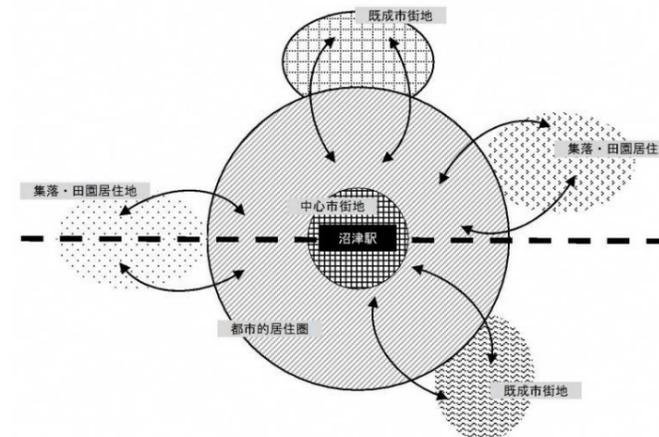 既成市街地
集落・田園居住
集落・田園居住地
中心市街地
沼津駅
都市的居住圏
既成市街地